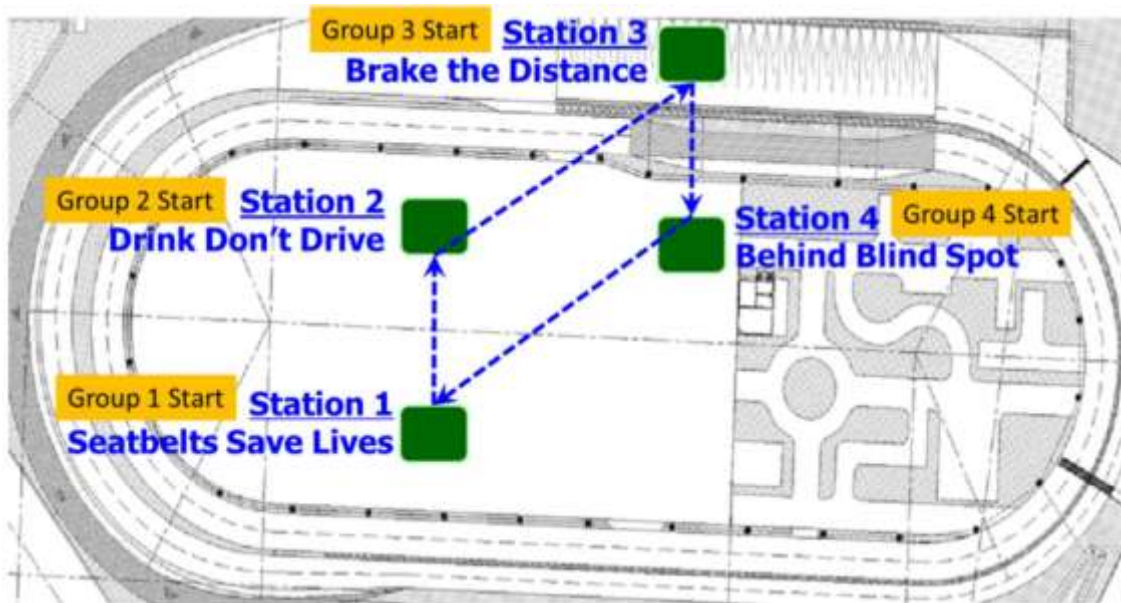 Group 3 Start
Station 3
Brake the Distance
Group 2 Start
Station 2
Drink Don't Drive
Station 4
Group 4 Start
Behind Blind Spot
Group 1 Start
Station 1
Seatbelts Save Lives